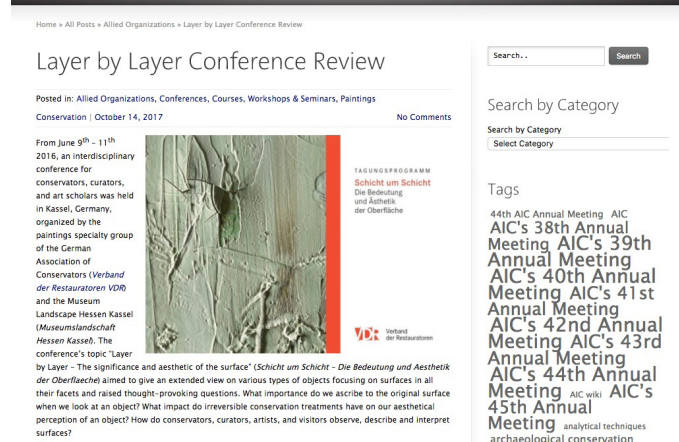 Home » All Posts » Allied Organizations » Layer by Layer Conference Review
Layer by Layer Conference Review
Posted in: Allied Organizations, Conferences, Courses, Workshops & Seminars, Paintings
Conservation | October 14, 2017
No Comments
From June 9th – 11th
2016, an interdisciplinary
conference for
conservators, curators,
and art scholars was held
in Kassel, Germany,
organized by the
paintings specialty group
of the German
Association of
Conservators (Verband
der Restauratoren VDR)
and the Museum
Landscape Hessen Kassel
(Museumslandschaft
Hessen Kassel). The
conference's topic "Layer
by Layer – The significance and aesthetic of the surface" (Schicht um Schicht – Die Bedeutung und Aesthetik
der Oberflaeche) aimed to give an extended view on various types of objects focusing on surfaces in all
their facets and raised thought-provoking questions. What importance do we ascribe to the original surface
when we look at an object? What impact do irreversible conservation treatments have on our aesthetical
perception of an object? How do conservators, curators, artists, and visitors observe, describe and interpret
surfaces?
TAGUNGSPROGRAMM
Schicht um Schicht
Die Bedeutung
und Ästhetik
der Oberfläche
VDR Verband
der Restauratoren
Search..
Search
Search by Category
Search by Category
Select Category
Tags
44th AIC Annual Meeting AIC
AIC's 38th Annual
Meeting AIC's 39th
Annual Meeting
AIC's 40th Annual
Meeting AIC's 41st
Annual Meeting
AIC's 42nd Annual
Meeting AIC's 43rd
Annual Meeting
AIC's 44th Annual
Meeting AIC wiki AIC's
45th Annual
Meeting analytical techniques
archaeological conservation